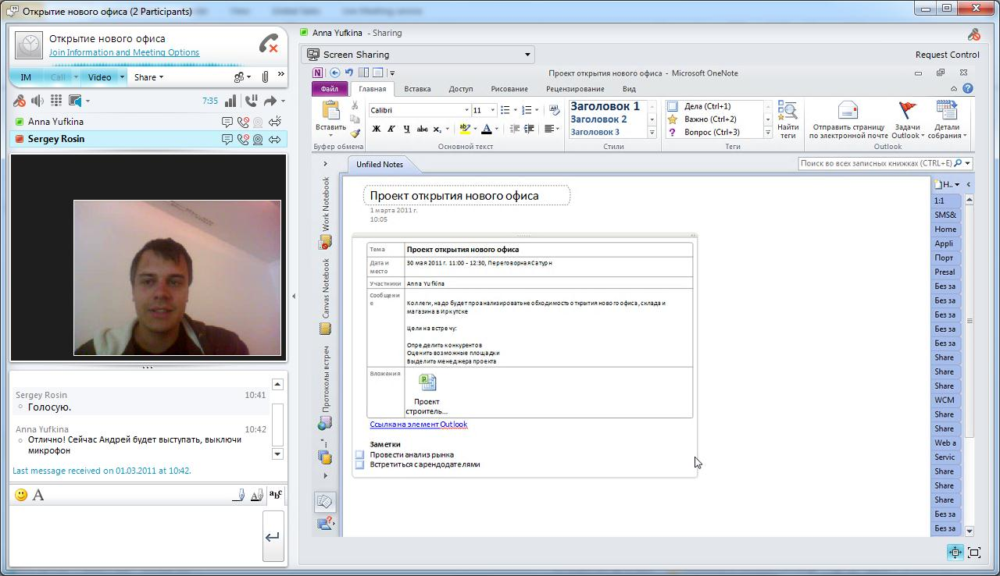 Открытие нового офиса (2 Participants)
Открытие нового офиса
Join Information and Meeting Options
IM Call Video Share
7:35
Anna Yufkina
Sergey Rosin
Sergey Rosin 10:41
Голосую.
Anna Yufkina 10:42
Отлично! Сейчас Андрей будет выступать, выключи
микрофон
Last message received on 01.03.2011 at 10:42.
Anna Yufkina - Sharing
Screen Sharing
Request Control
Проект открытия нового офиса - Microsoft OneNote
Файл Главная Вставка Доступ Рисование Рецензирование Вид
Вставить
Буфер обмена
Calibri 11
Ж К Ч abc x₂ ab A
Основной текст
Заголовок 1
Заголовок 2
Заголовок 3
Стили
Дела (Ctrl+1)
Важно (Ctrl+2)
Вопрос (Ctrl+3)
Найти
теги
Теги
Отправить страницу
по электронной почте
Задачи
Outlook
Детали
собрания
Outlook
Unfiled Notes
Поиск во всех записных книжках (CTRL+E)
Work Notebook
Canvas Notebook
Протоколы встреч
Проект открытия нового офиса
1 марта 2011 г.
10:05
Тема Проект открытия нового офиса
Дата и
место
30 мая 2011 г. 11:00 - 12:30, Переговорная Сатурн
Участники Anna Yufkina
Сообщени
е
Коллеги, надо будет проанализировать необходимость открытия нового офиса, склада и
магазина в Иркутске
Цели на встречу:
Определить конкурентов
Оценить возможные площадки
Выделить менеджера проекта
Вложения
Проект
строитель...
Ссылка на элемент Outlook
Заметки
Провести анализ рынка
Встретиться с арендодателями
Н..
1:1
SMS&
Home
Appli
Порт
Presal
Без за
Без за
Без за
Без за
Без за
Share
Share
Share
WCM
Share
Share
Web a
Servic
Share
Share
Share
Без за
Без за